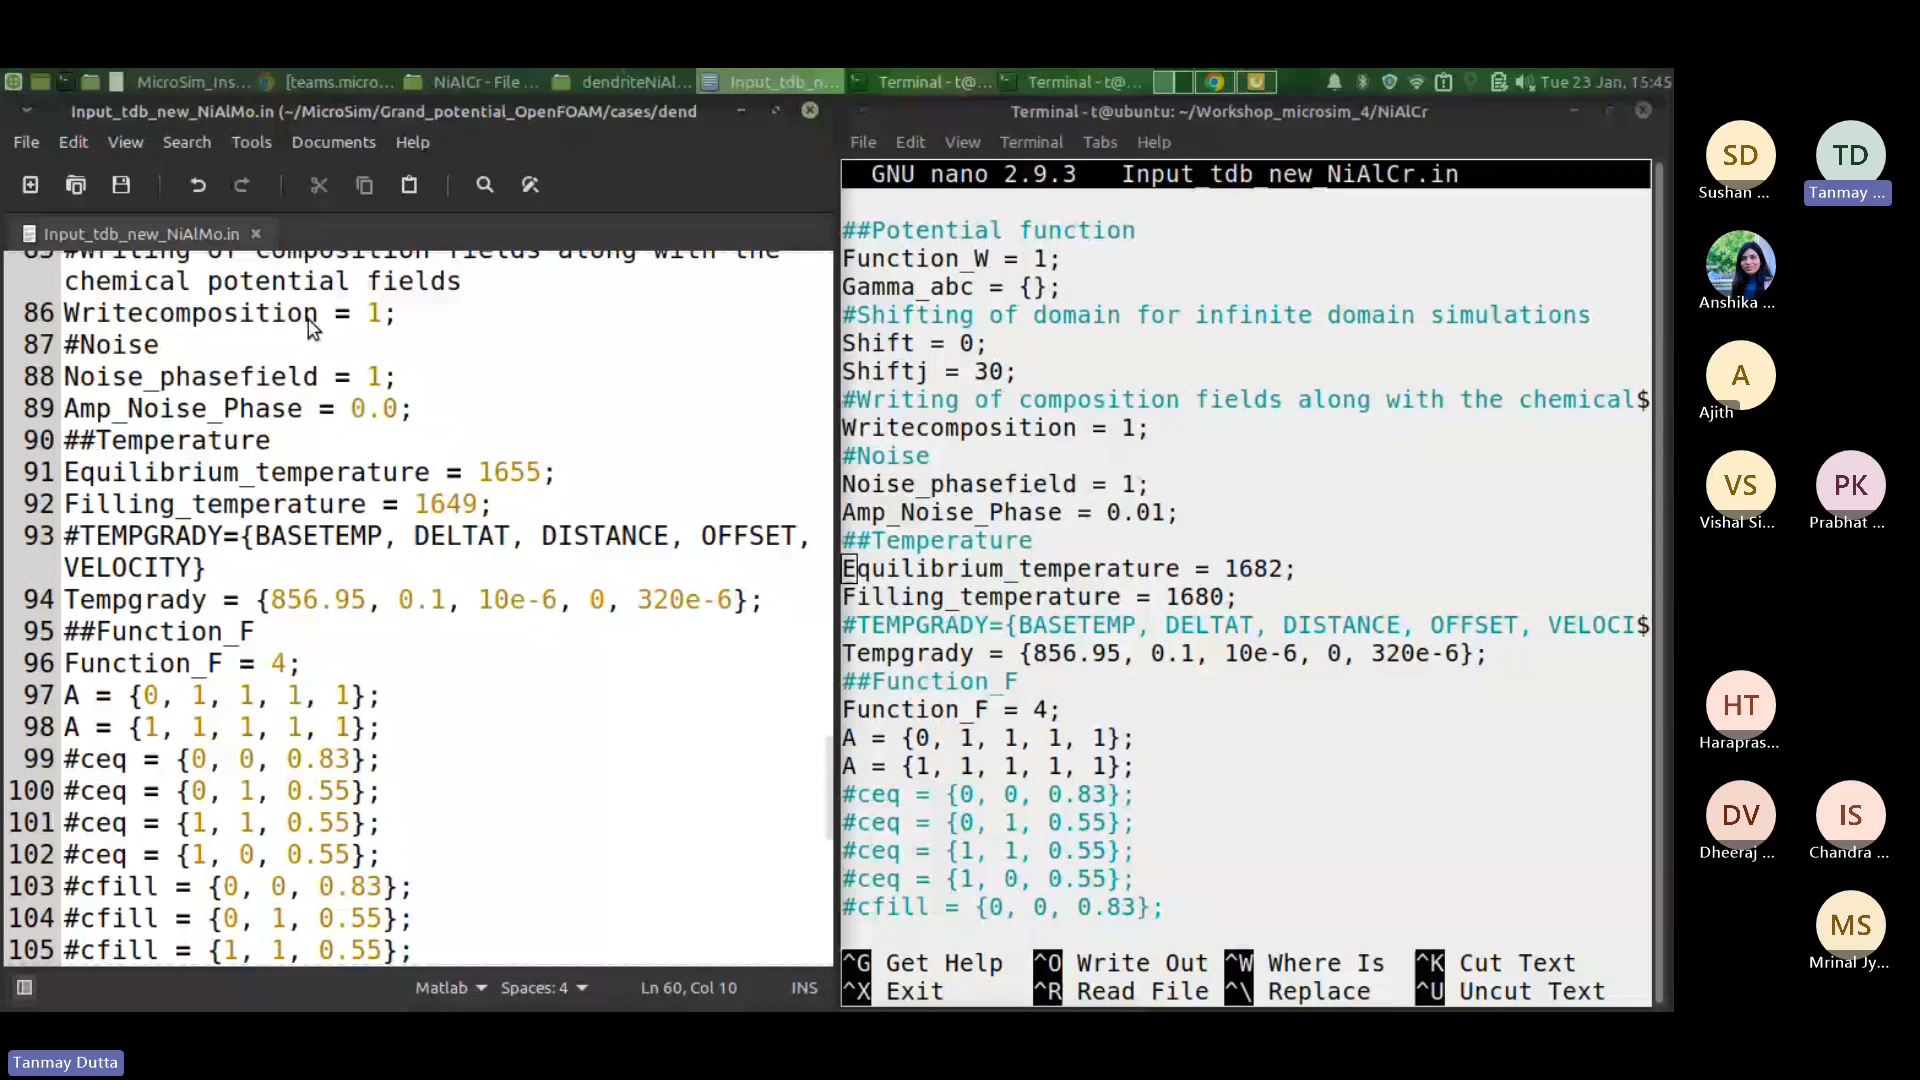 MicroSim_Ins...
[teams.micro...
NiAlCr - File ...
dendriteNiAl...
Input_tdb_n...
Terminal - t@...
Terminal - t@...
Tue 23 Jan, 15:45
Input_tdb_new_NiAlMo.in (~/MicroSim/Grand_potential_OpenFOAM/cases/dend
File Edit View Search Tools Documents Help
Input_tdb_new_NiAlMo.in
85 #Writing of composition fields along with the
chemical potential fields
86 Writecomposition = 1;
87 #Noise
88 Noise_phasefield = 1;
89 Amp_Noise_Phase = 0.0;
90 ##Temperature
91 Equilibrium_temperature = 1655;
92 Filling_temperature = 1649;
93 #TEMPGRADY={BASETEMP, DELTAT, DISTANCE, OFFSET,
VELOCITY}
94 Tempgrady = {856.95, 0.1, 10e-6, 0, 320e-6};
95 ##Function_F
96 Function_F = 4;
97 A = {0, 1, 1, 1, 1};
98 A = {1, 1, 1, 1, 1};
99 #ceq = {0, 0, 0.83};
100 #ceq = {0, 1, 0.55};
101 #ceq = {1, 1, 0.55};
102 #ceq = {1, 0, 0.55};
103 #cfill = {0, 0, 0.83};
104 #cfill = {0, 1, 0.55};
105 #cfill = {1, 1, 0.55};
Matlab Spaces: 4 Ln 60, Col 10 INS
Terminal - t@ubuntu: ~/Workshop_microsim_4/NiAlCr
File Edit View Terminal Tabs Help
GNU nano 2.9.3 Input_tdb_new_NiAlCr.in
##Potential function
Function_W = 1;
Gamma_abc = {};
#Shifting of domain for infinite domain simulations
Shift = 0;
Shiftj = 30;
#Writing of composition fields along with the chemical$
Writecomposition = 1;
#Noise
Noise_phasefield = 1;
Amp_Noise_Phase = 0.01;
##Temperature
Equilibrium_temperature = 1682;
Filling_temperature = 1680;
#TEMPGRADY={BASETEMP, DELTAT, DISTANCE, OFFSET, VELOCI$
Tempgrady = {856.95, 0.1, 10e-6, 0, 320e-6};
##Function_F
Function_F = 4;
A = {0, 1, 1, 1, 1};
A = {1, 1, 1, 1, 1};
#ceq = {0, 0, 0.83};
#ceq = {0, 1, 0.55};
#ceq = {1, 1, 0.55};
#ceq = {1, 0, 0.55};
#cfill = {0, 0, 0.83};
^G Get Help ^O Write Out ^W Where Is ^K Cut Text
^X Exit ^R Read File ^\ Replace ^U Uncut Text
SD
Sushan ...
TD
Tanmay ...
Anshika ...
A
Ajith
VS
Vishal Si...
PK
Prabhat ...
HT
Harapras...
DV
Dheeraj ...
IS
Chandra ...
MS
Mrinal Jy...
Tanmay Dutta